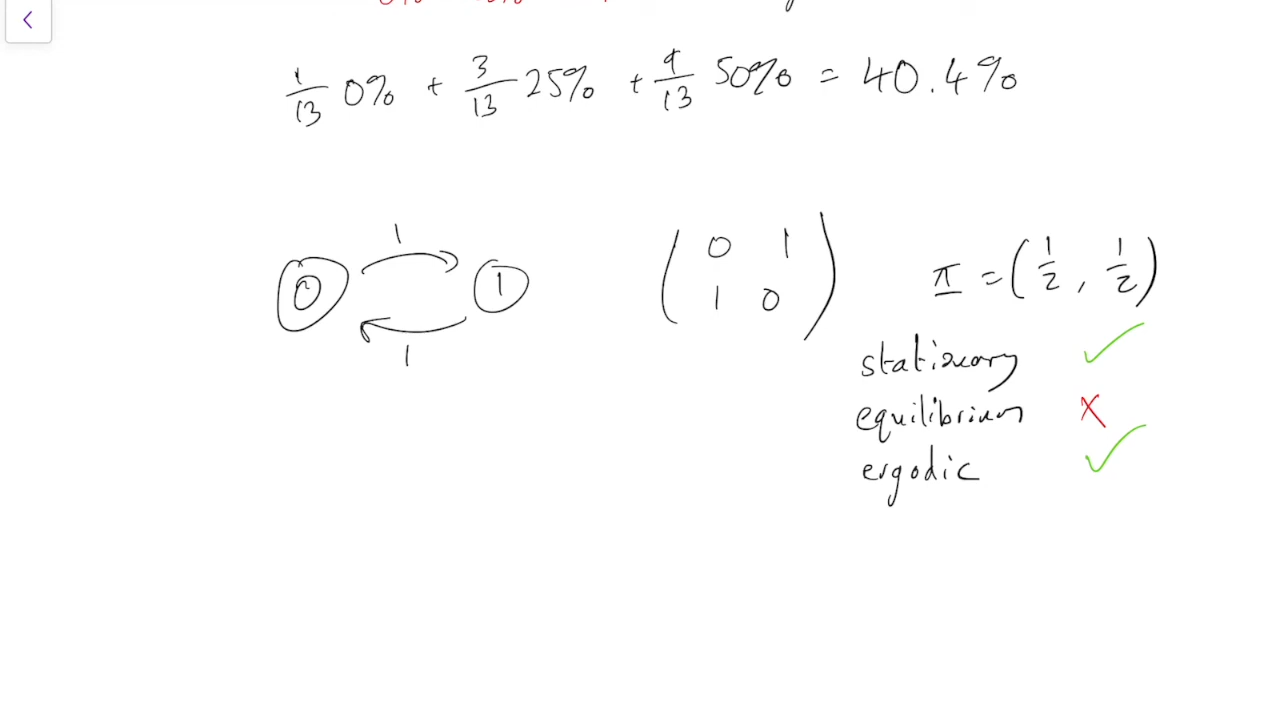 1/13 0% + 3/13 25% + 9/13 50% = 40.4%
0 1 1 1
( 0 1
1 0 )
π = ( 1/2 , 1/2 )
stationary ✓
equilibrium X
ergodic ✓